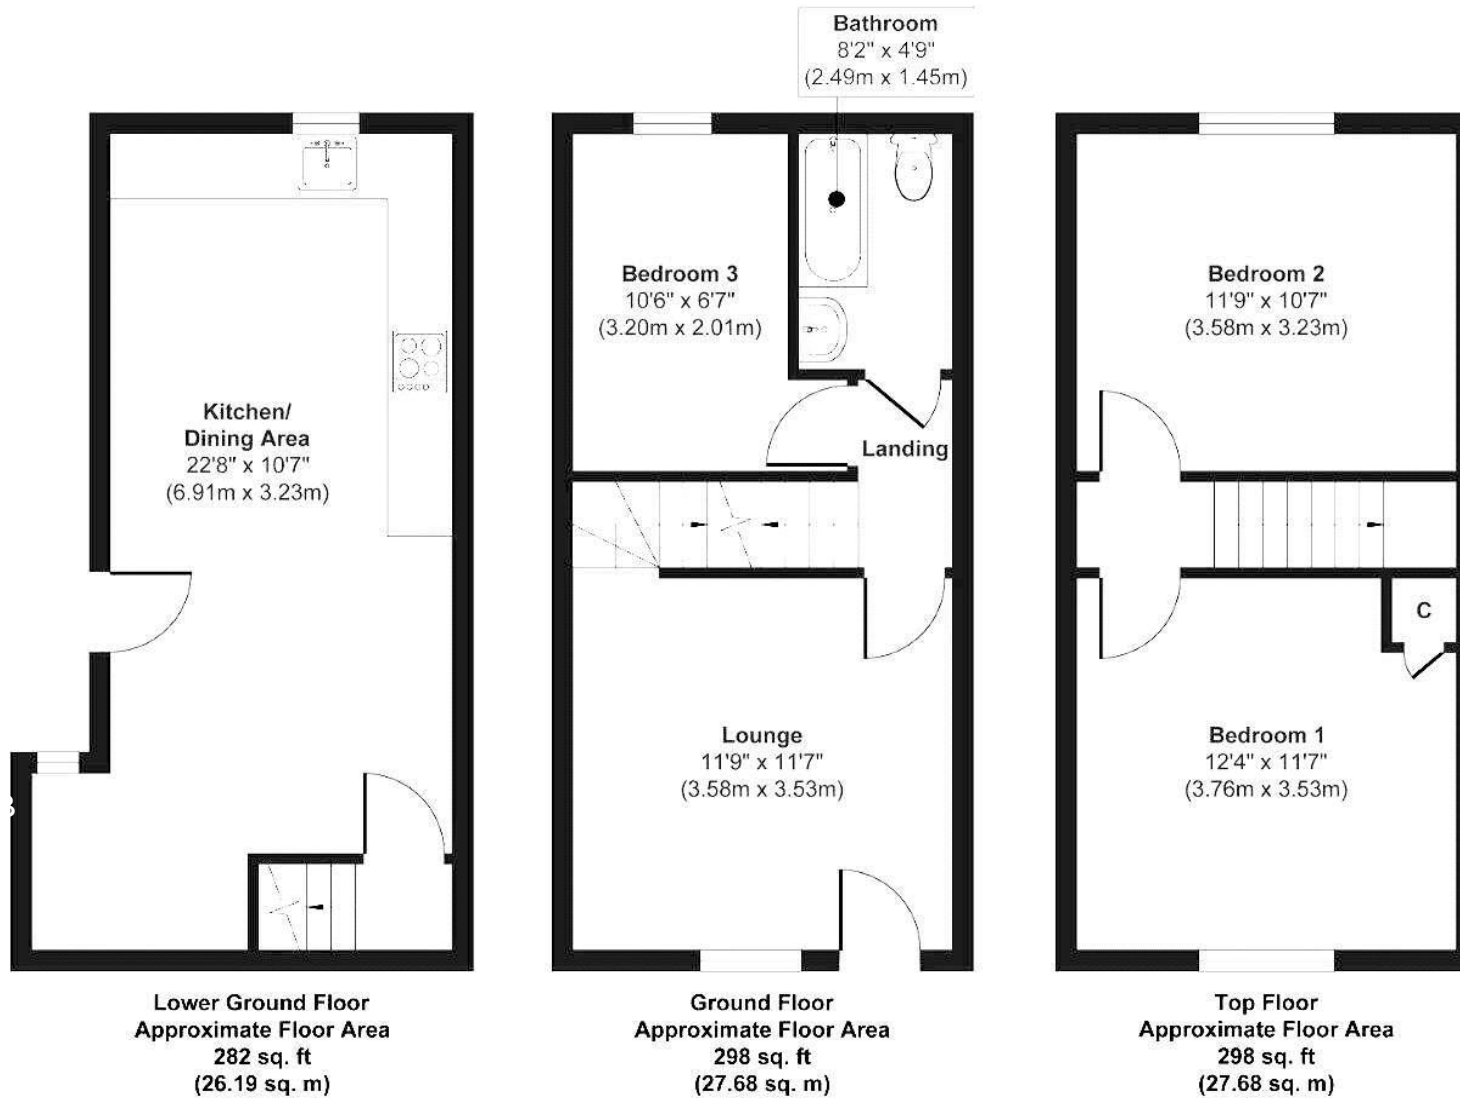 Bathroom
8'2" x 4'9"
(2.49m x 1.45m)
Kitchen/
Dining Area
22'8" x 10'7"
(6.91m x 3.23m)
Bedroom 3
10'6" x 6'7"
(3.20m x 2.01m)
Landing
Lounge
11'9" x 11'7"
(3.58m x 3.53m)
Bedroom 2
11'9" x 10'7"
(3.58m x 3.23m)
C
Bedroom 1
12'4" x 11'7"
(3.76m x 3.53m)
Lower Ground Floor
Approximate Floor Area
282 sq. ft
(26.19 sq. m)
Ground Floor
Approximate Floor Area
298 sq. ft
(27.68 sq. m)
Top Floor
Approximate Floor Area
298 sq. ft
(27.68 sq. m)